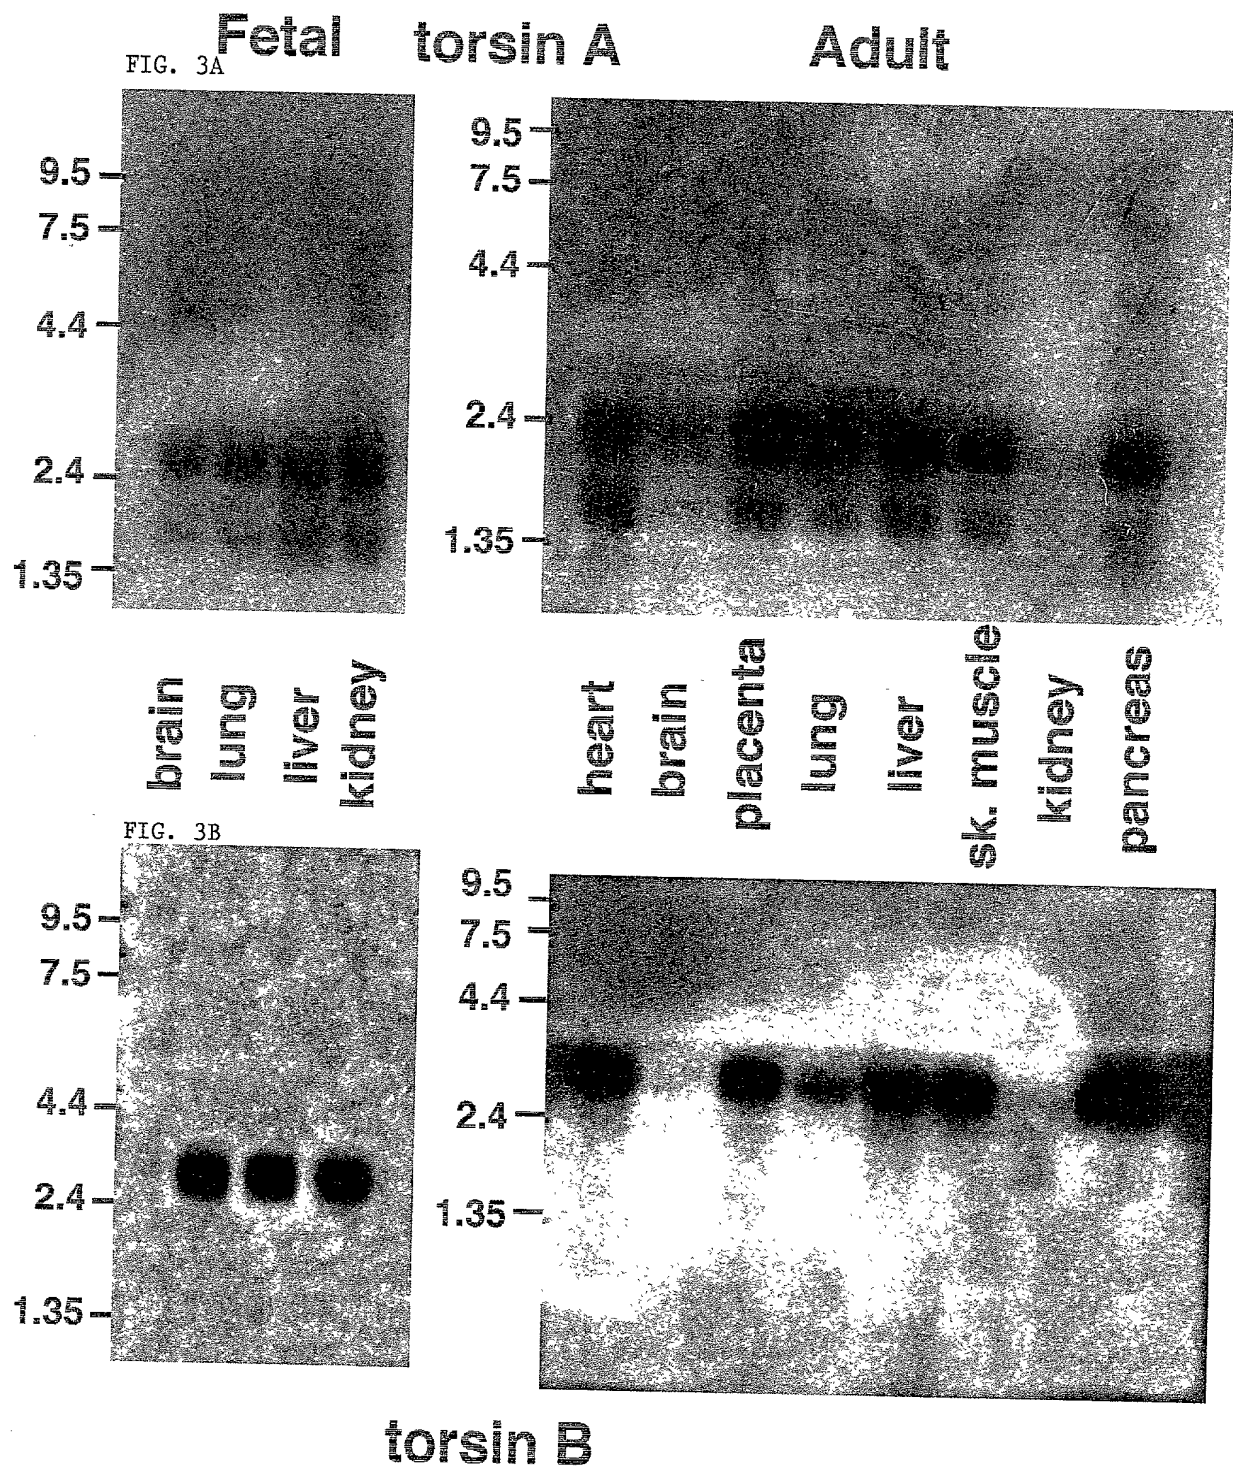 Fetal torsin A Adult
FIG. 3A
9.5
7.5
4.4
2.4
1.35
9.5
7.5
4.4
2.4
1.35
brain
lung
liver
kidney
heart
brain
placenta
lung
liver
sk. muscle
kidney
pancreas
FIG. 3B
9.5
7.5
4.4
2.4
1.35
9.5
7.5
4.4
2.4
1.35
torsin B